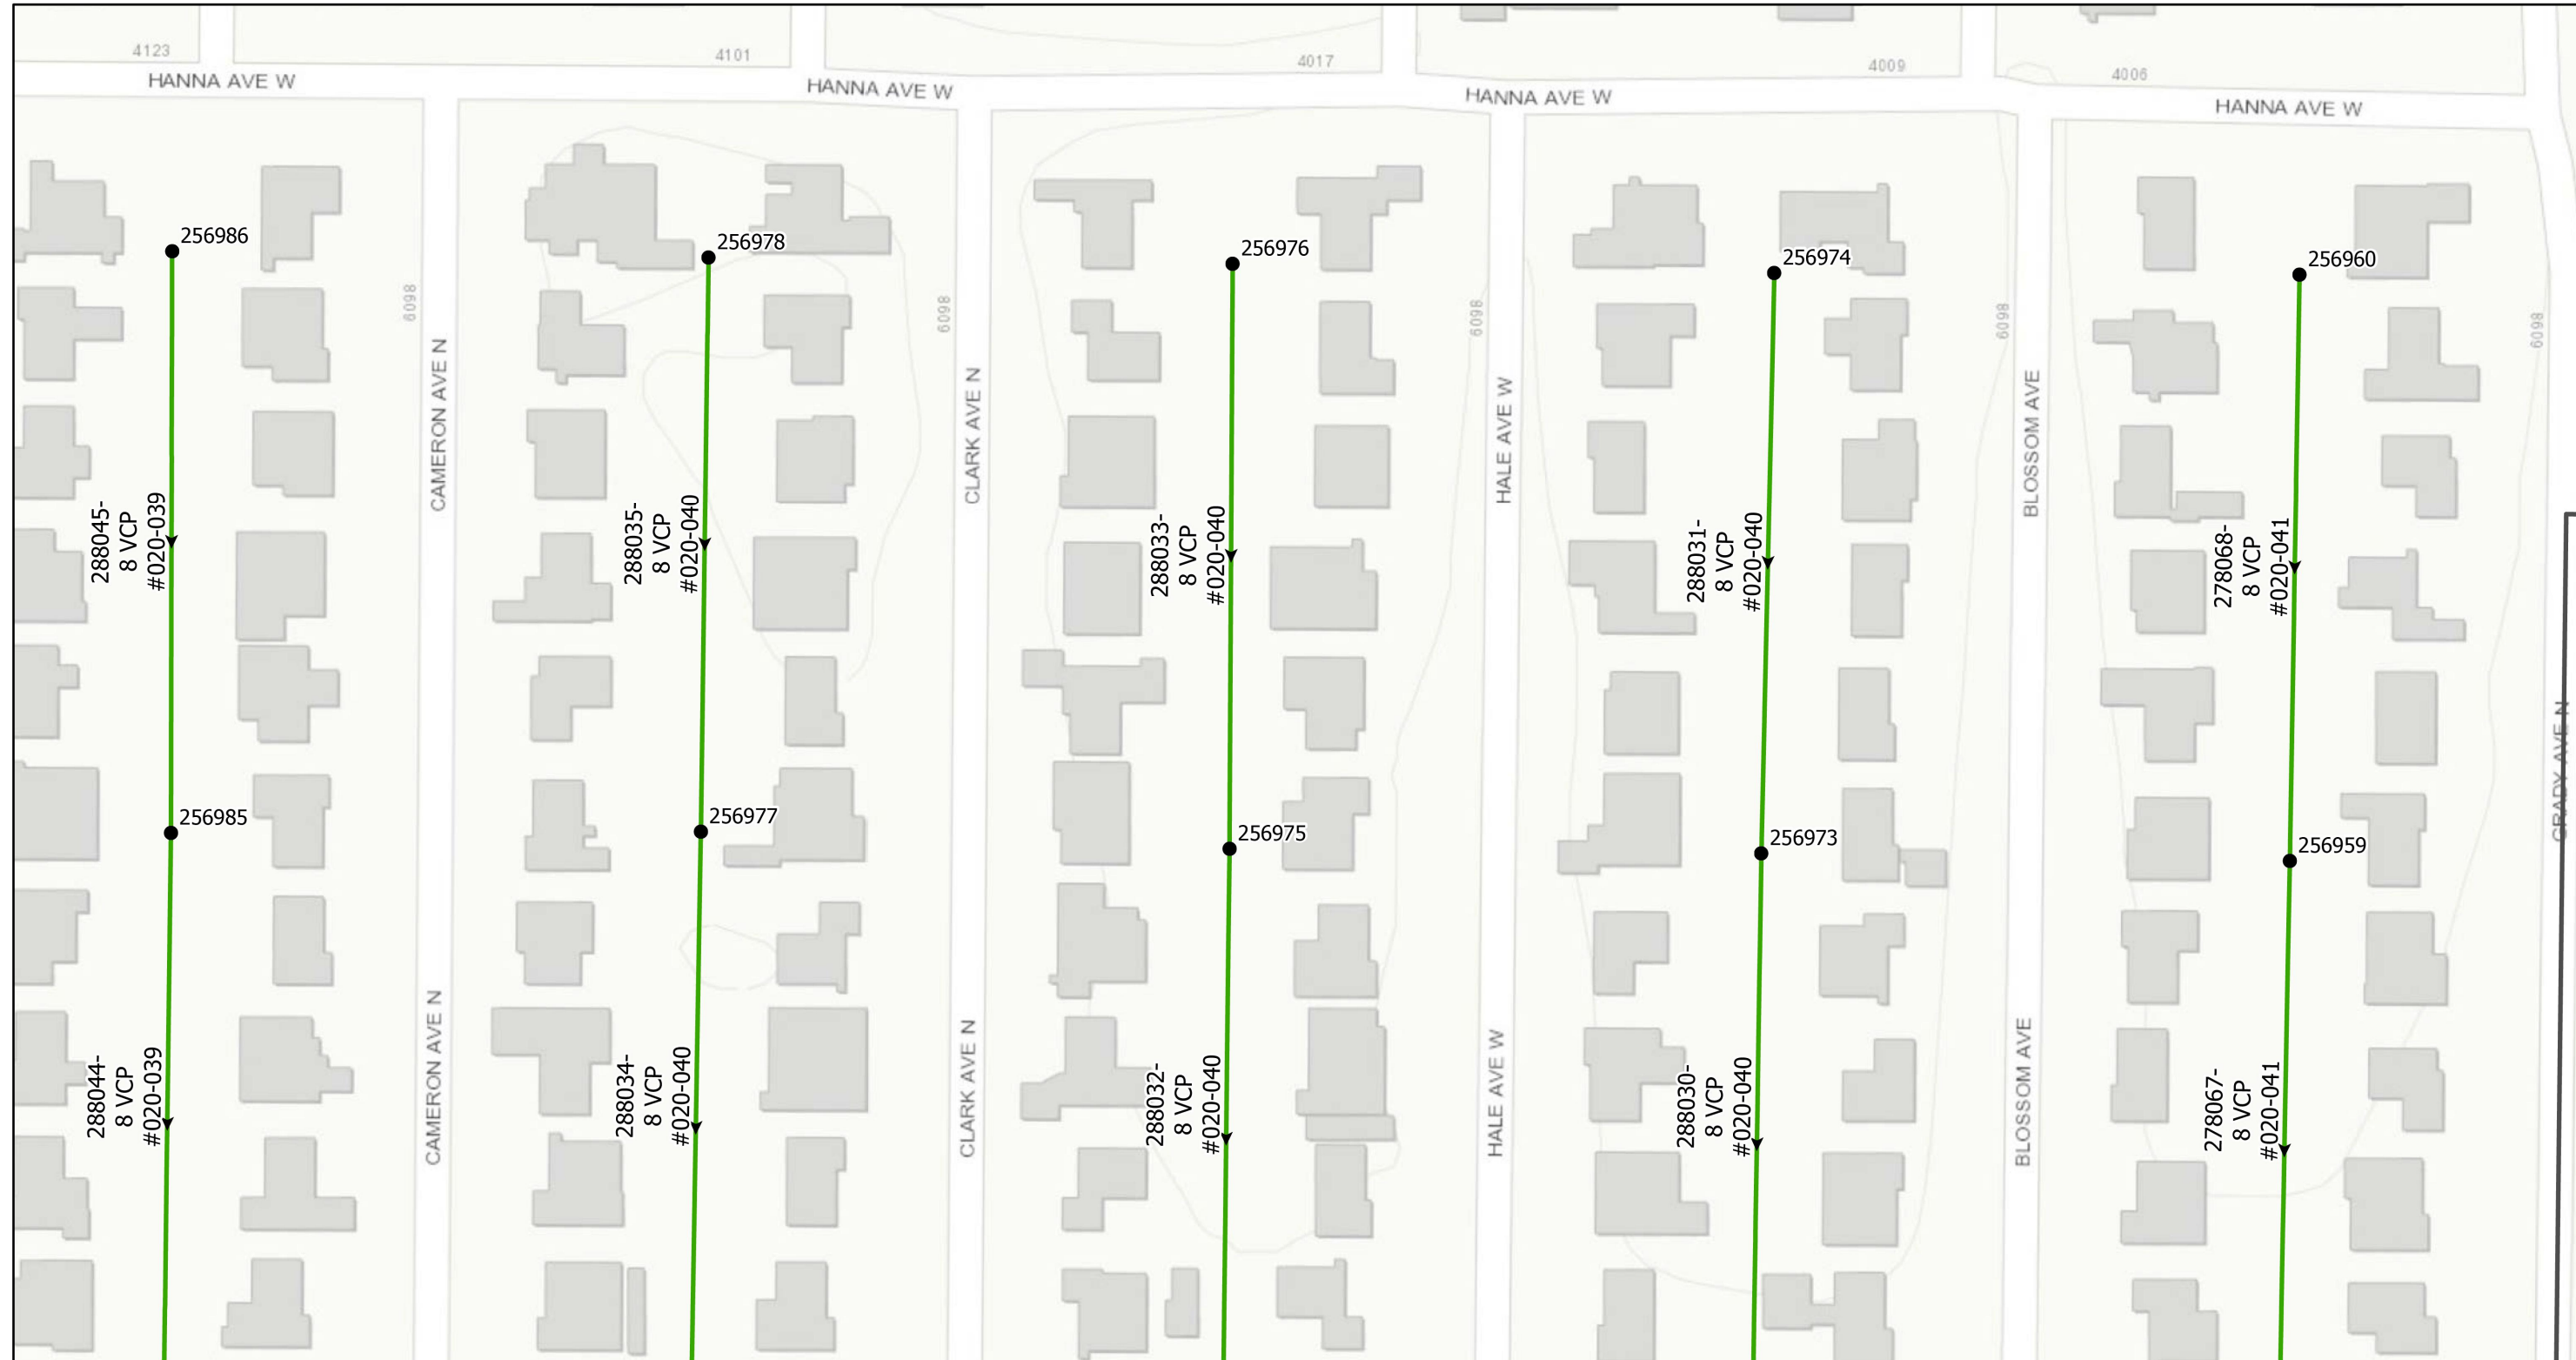 4123
4101
4017
4009
4006
HANNA AVE W
HANNA AVE W
HANNA AVE W
HANNA AVE W
256986
256978
256976
256974
256960
6098
6098
6098
6098
6098
CAMERON AVE N
CLARK AVE N
HALE AVE W
BLOSSOM AVE
288045-
8 VCP
#020-039
288035-
8 VCP
#020-040
288033-
8 VCP
#020-040
288031-
8 VCP
#020-040
278068-
8 VCP
#020-041
GRADY AVE N
256985
256977
256975
256973
256959
288044-
8 VCP
#020-039
CAMERON AVE N
288034-
8 VCP
#020-040
CLARK AVE N
288032-
8 VCP
#020-040
HALE AVE W
288030-
8 VCP
#020-040
BLOSSOM AVE
278067-
8 VCP
#020-041